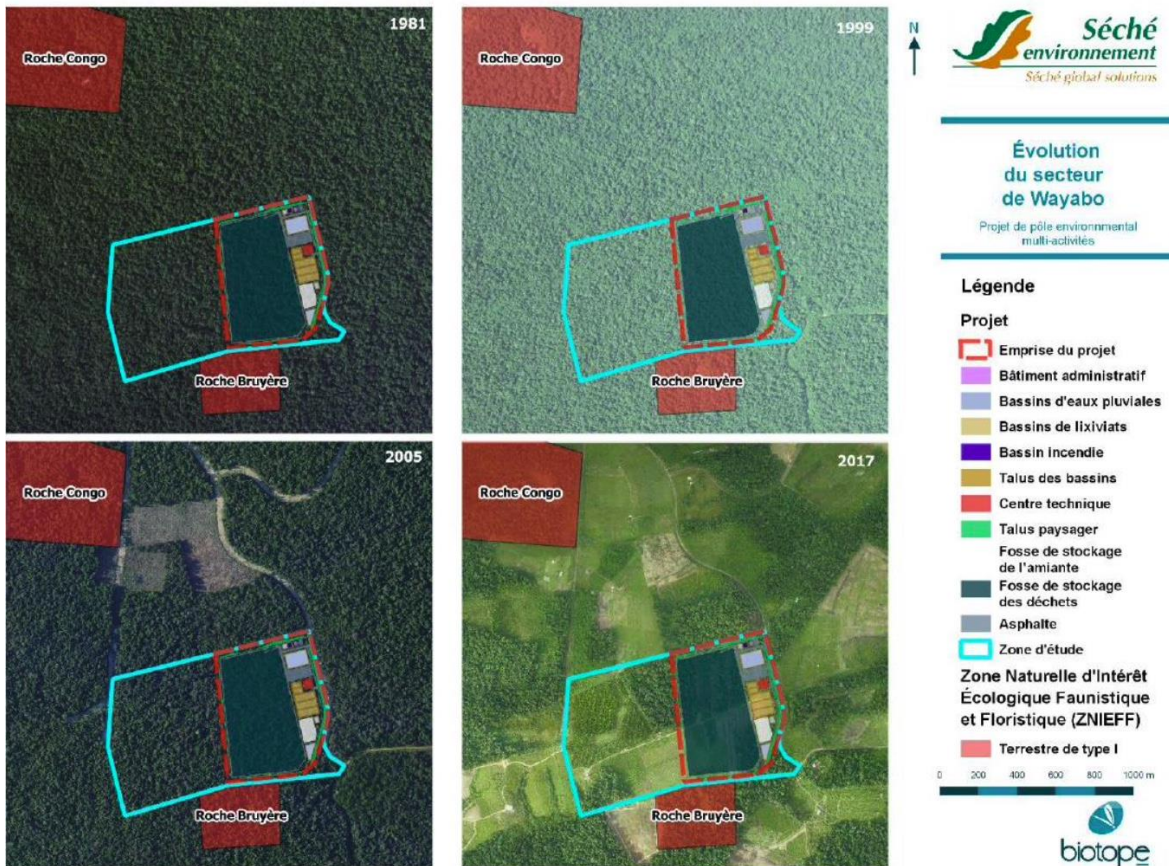 1981
Roche Congo
Roche Bruyère
1999
Roche Congo
Roche Bruyère
2005
Roche Congo
Roche Bruyère
2017
Roche Congo
Roche Bruyère
N
Séché
environnement
Séché global solutions
Évolution
du secteur
de Wayabo
Projet de pôle environnmental
multi-activités
Légende
Projet
Emprise du projet
Bâtiment administratif
Bassins d'eaux pluviales
Bassins de lixiviats
Bassin incendie
Talus des bassins
Centre technique
Talus paysager
Fosse de stockage
de l'amiante
Fosse de stockage
des déchets
Asphalte
Zone d'étude
Zone Naturelle d'Intérêt
Écologique Faunistique
et Floristique (ZNIEFF)
Terrestre de type I
0 200 400 600 800 1000 m
biotope